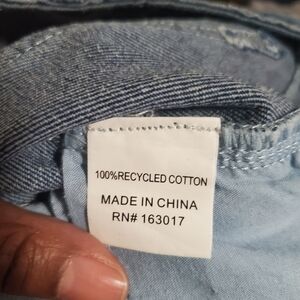 100%RECYCLED COTTON
MADE IN CHINA
RN# 163017